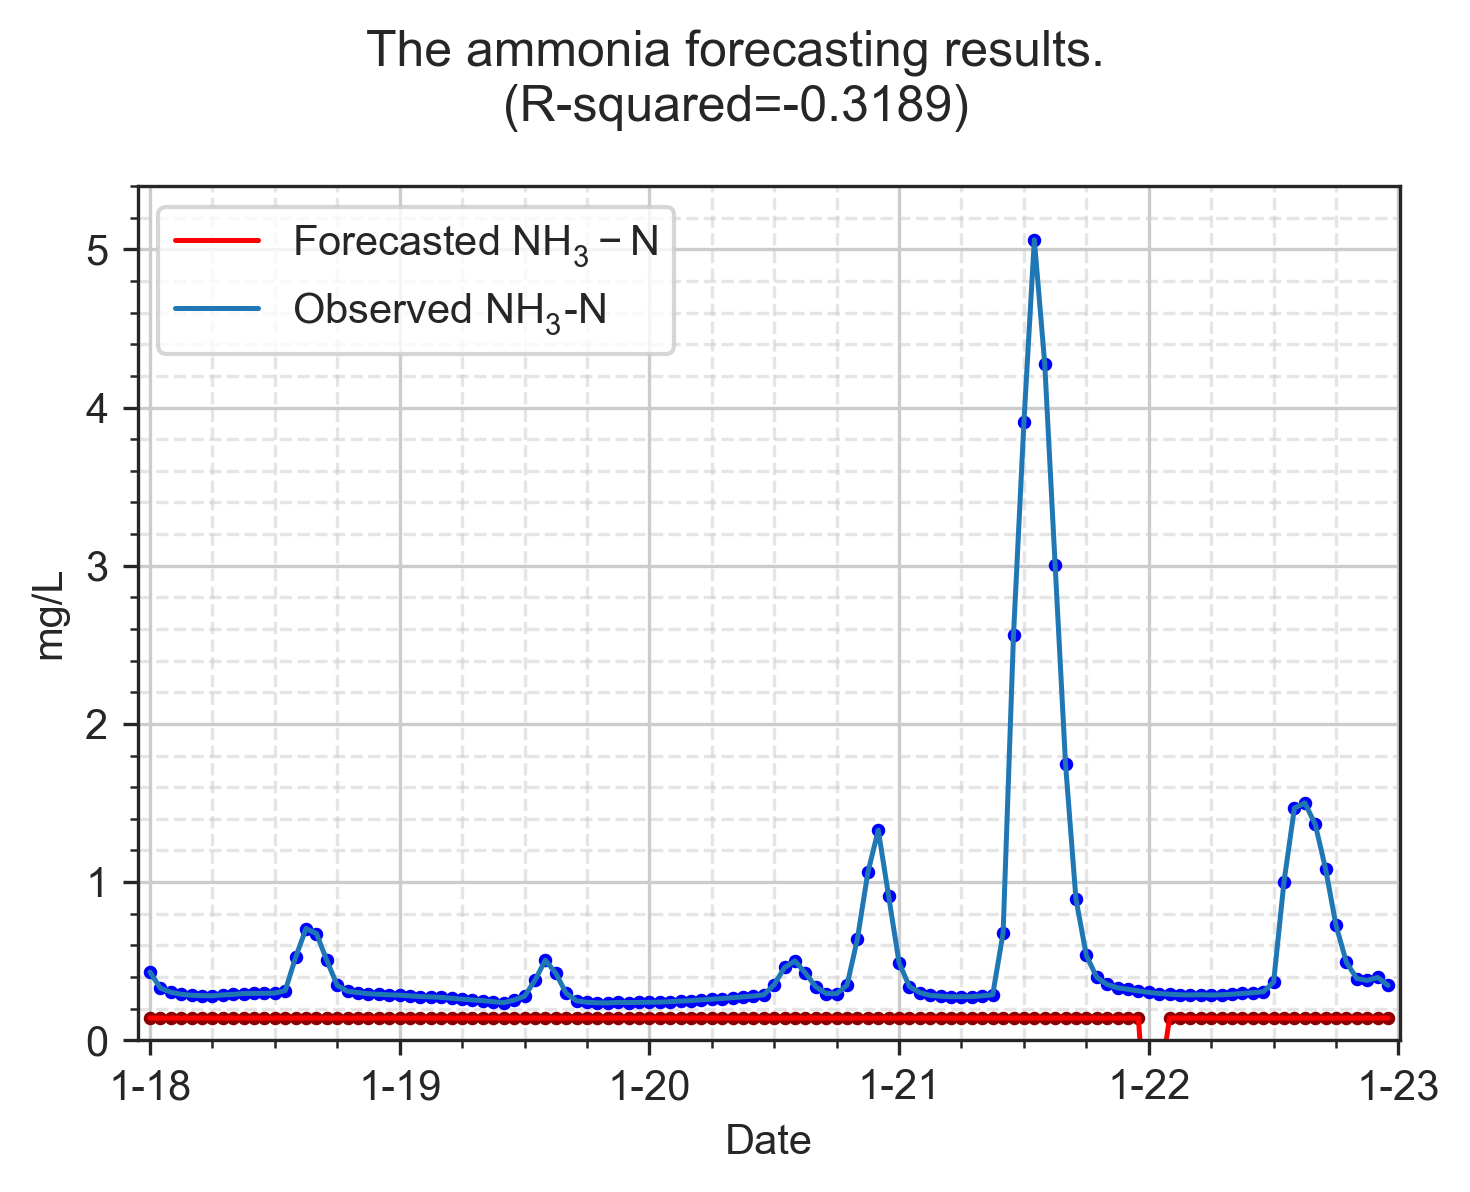 The ammonia forecasting results.
(R-squared=-0.3189)
Forecasted NH₃ − N
Observed NH₃-N
5
4
3
2
1
0
mg/L
1-18 1-19 1-20 1-21 1-22 1-23
Date